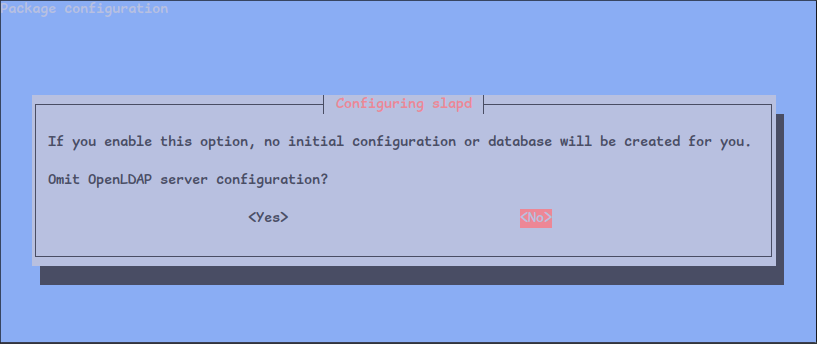 Package configuration
Configuring slapd
If you enable this option, no initial configuration or database will be created for you.
Omit OpenLDAP server configuration?
<Yes> <No>